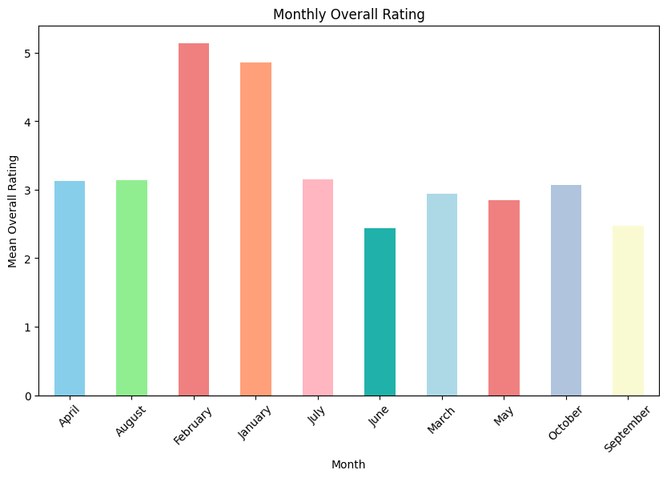 Monthly Overall Rating
Mean Overall Rating
5
4
3
2
1
0
April
August
February
January
July
June
March
May
October
September
Month